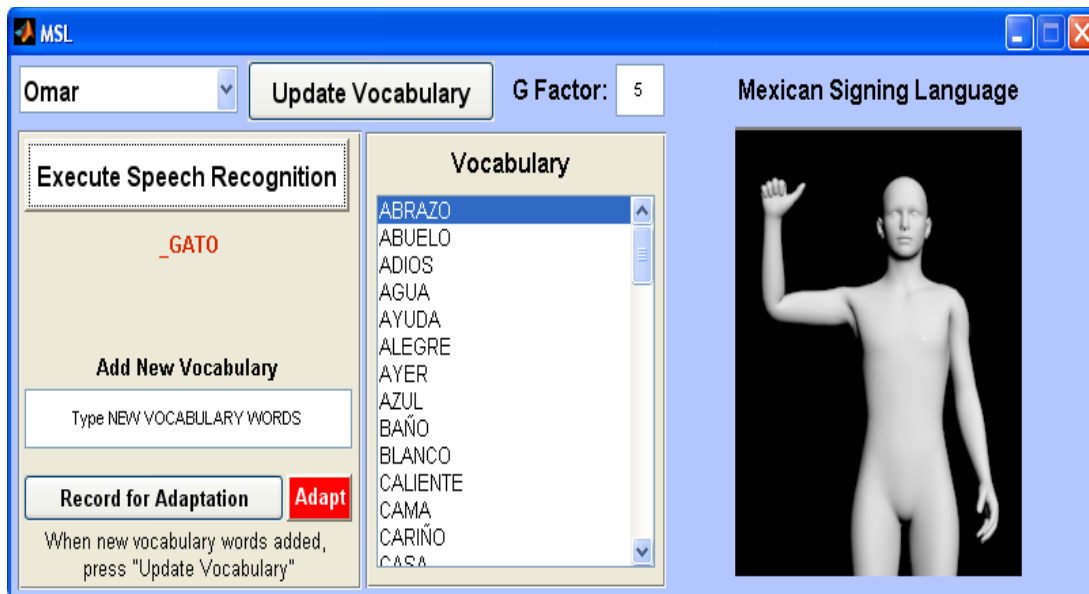 MSL
Omar
Update Vocabulary
G Factor:
5
Mexican Signing Language
Execute Speech Recognition
_GATO
Add New Vocabulary
Type NEW VOCABULARY WORDS
Record for Adaptation
Adapt
When new vocabulary words added,
press "Update Vocabulary"
Vocabulary
ABRAZO
ABUELO
ADIOS
AGUA
AYUDA
ALEGRE
AYER
AZUL
BAÑO
BLANCO
CALIENTE
CAMA
CARIÑO
CASA